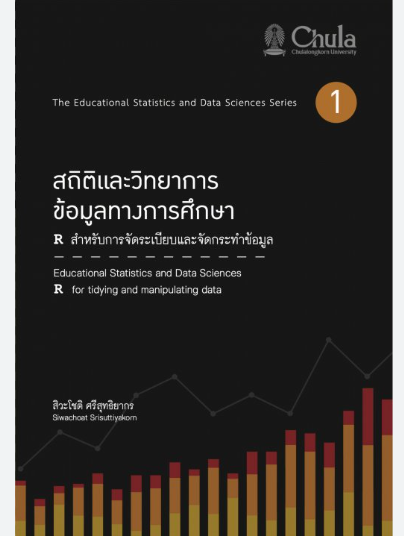 Chula
Chulalongkorn University
The Educational Statistics and Data Sciences Series
1
สถิติและวิทยาการ
ข้อมูลทางการศึกษา
R สำหรับการจัดระเบียบและจัดกระทำข้อมูล
Educational Statistics and Data Sciences
R for tidying and manipulating data
สิวะโชติ ศรีสุทธิยากร
Siwachoat Srisuttiyakorn